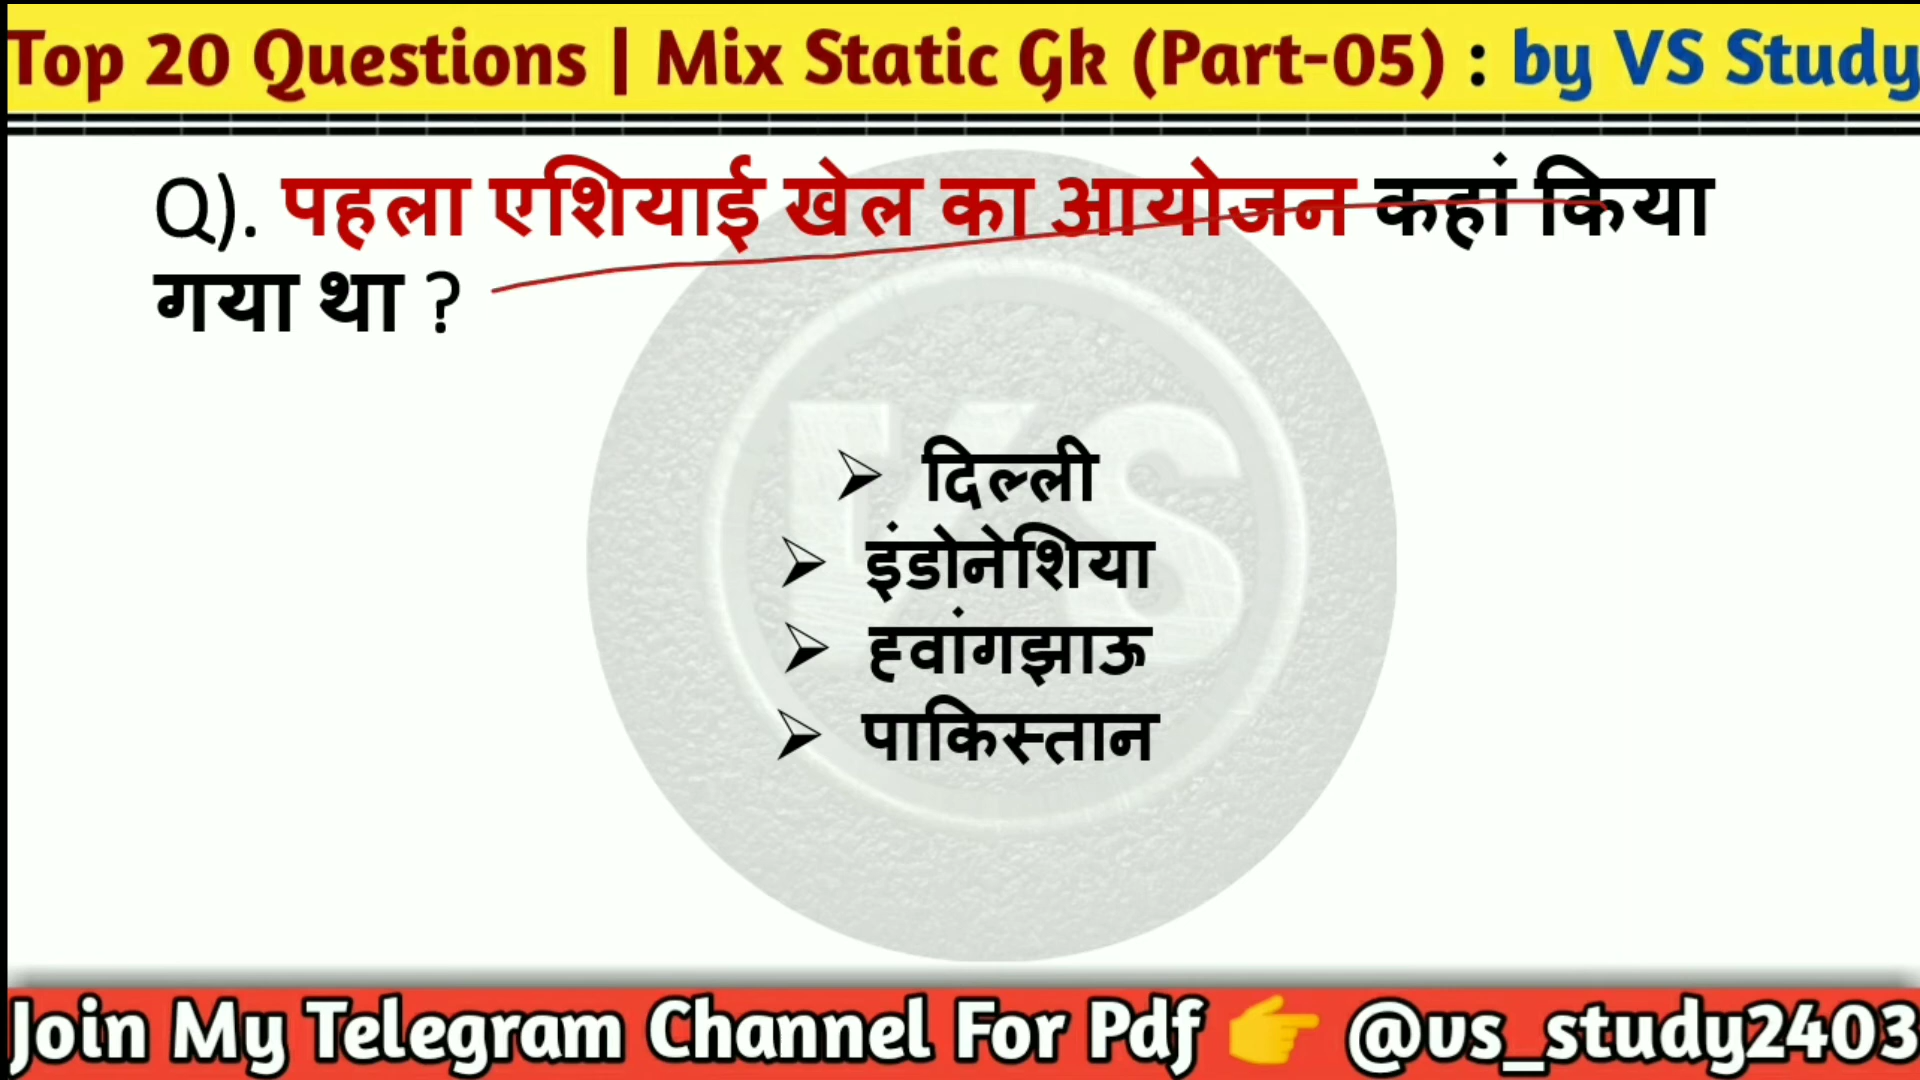 Top 20 Questions | Mix Static Gk (Part-05) : by VS Study
Q). पहला एशियाई खेल का आयोजन कहां किया
गया था ?
➢ दिल्ली
➢ इंडोनेशिया
➢ ह्वांगझाऊ
➢ पाकिस्तान
VS
Join My Telegram Channel For Pdf 👉 @vs_study2403